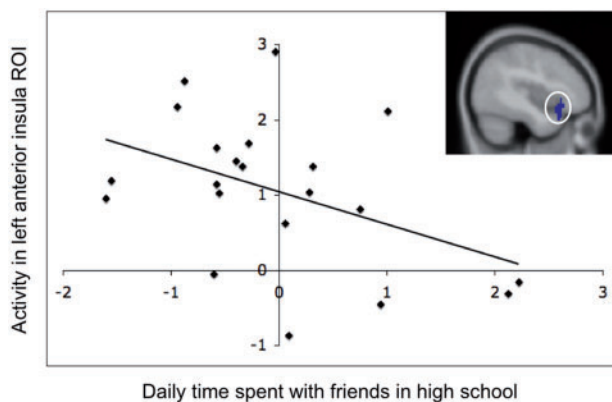 Activity in left anterior insula ROI
3
2
1
0
-1
-2 -1 0 1 2 3
Daily time spent with friends in high school